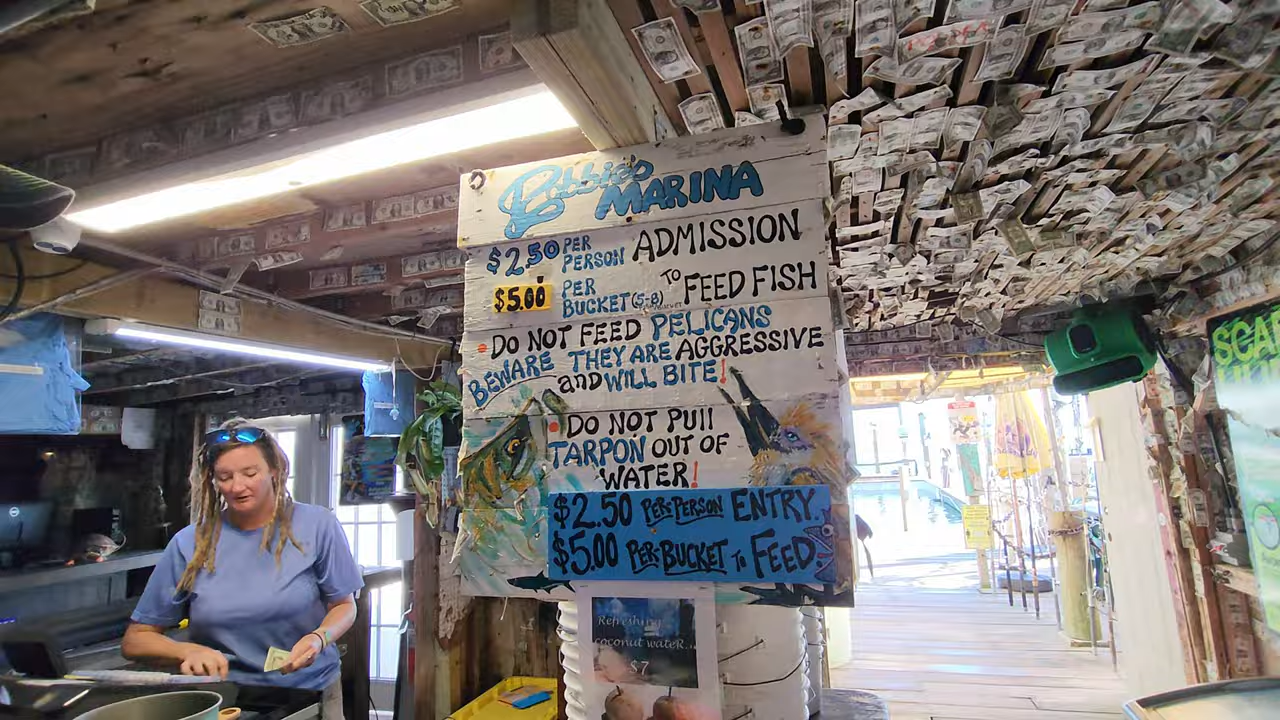 Robbie's
MARINA
$2.50 PER PERSON ADMISSION
$5.00 PER BUCKET (5-8) TO FEED FISH
DO NOT FEED PELICANS
BEWARE THEY ARE AGGRESSIVE
and WILL BITE!
DO NOT PUll
TARPON OUT OF
WATER!
$2.50 PER PERSON ENTRY
$5.00 PER BUCKET TO FEED
Refreshing
coconut wateR...
$7